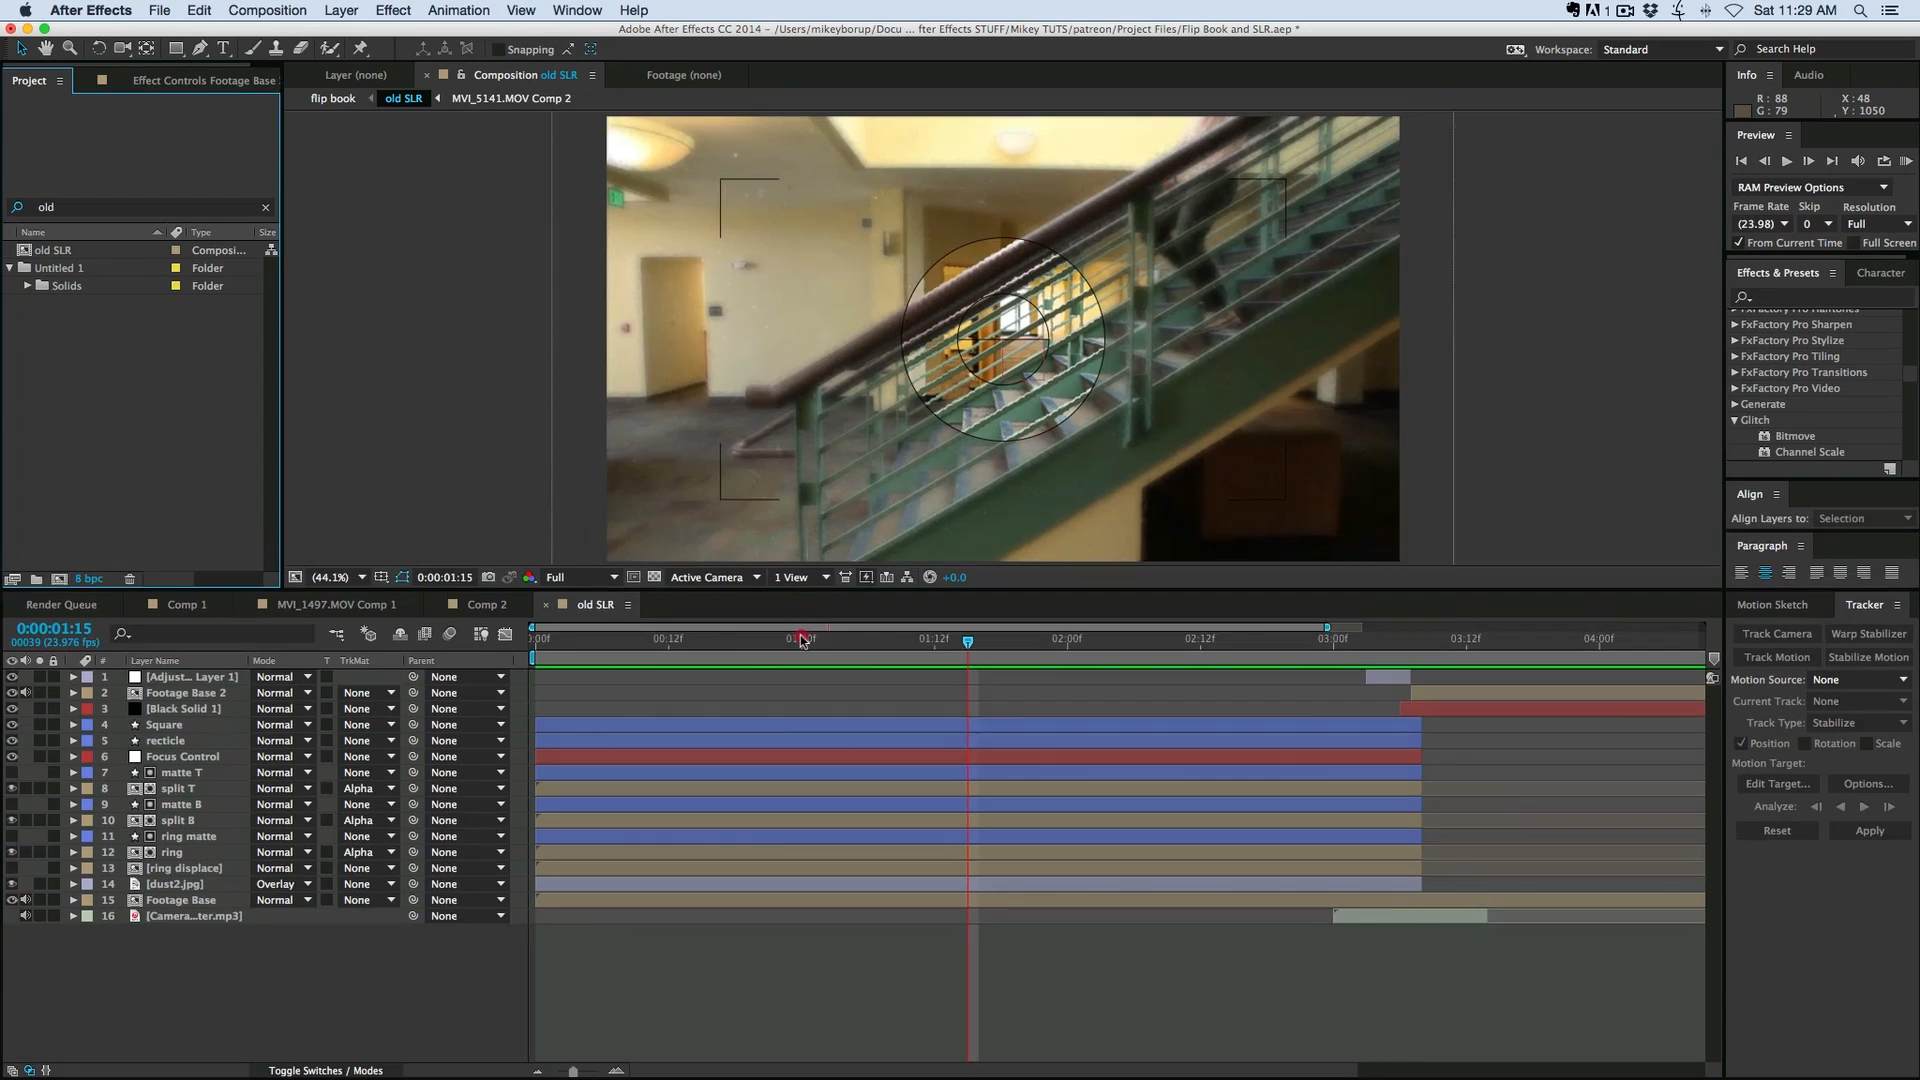 After Effects File Edit Composition Layer Effect Animation View Window Help 1 Sat 11:29 AM
Adobe After Effects CC 2014 – /Users/mikeyborup/Docu ... fter Effects STUFF/Mikey TUTS/patreon/Project Files/Flip Book and SLR.aep *
Snapping Workspace: Standard Search Help
Project Effect Controls Footage Base Layer (none) Composition old SLR Footage (none) Info Audio
flip book old SLR MVI_5141.MOV Comp 2
R: 88 X: 48
G: 79 Y: 1050
Preview
RAM Preview Options
Frame Rate Skip Resolution
(23.98) 0 Full
From Current Time Full Screen
old
Name Type Size
old SLR Composi...
Untitled 1 Folder
Solids Folder
Effects & Presets Character
FxFactory Pro Halftones
FxFactory Pro Sharpen
FxFactory Pro Stylize
FxFactory Pro Tiling
FxFactory Pro Transitions
FxFactory Pro Video
Generate
Glitch
Bitmove
Channel Scale
Align
Align Layers to: Selection
Paragraph
8 bpc (44.1%) 0:00:01:15 Full Active Camera 1 View +0.0
Render Queue Comp 1 MVI_1497.MOV Comp 1 Comp 2 old SLR
0:00:01:15
00039 (23.976 fps)
:00f 00:12f 01:12f 02:00f 02:12f 03:00f 03:12f 04:00f
# Layer Name Mode T TrkMat Parent
1 [Adjust... Layer 1] Normal None
2 Footage Base 2 Normal None None
3 [Black Solid 1] Normal None None
4 Square Normal None None
5 recticle Normal None None
6 Focus Control Normal None None
7 matte T Normal None None
8 split T Normal Alpha None
9 matte B Normal None None
10 split B Normal Alpha None
11 ring matte Normal None None
12 ring Normal Alpha None
13 [ring displace] Normal None None
14 [dust2.jpg] Overlay None None
15 Footage Base Normal None None
16 [Camera...ter.mp3] None
Toggle Switches / Modes
Motion Sketch Tracker
Track Camera Warp Stabilizer
Track Motion Stabilize Motion
Motion Source: None
Current Track: None
Track Type: Stabilize
Position Rotation Scale
Motion Target:
Edit Target... Options...
Analyze:
Reset Apply